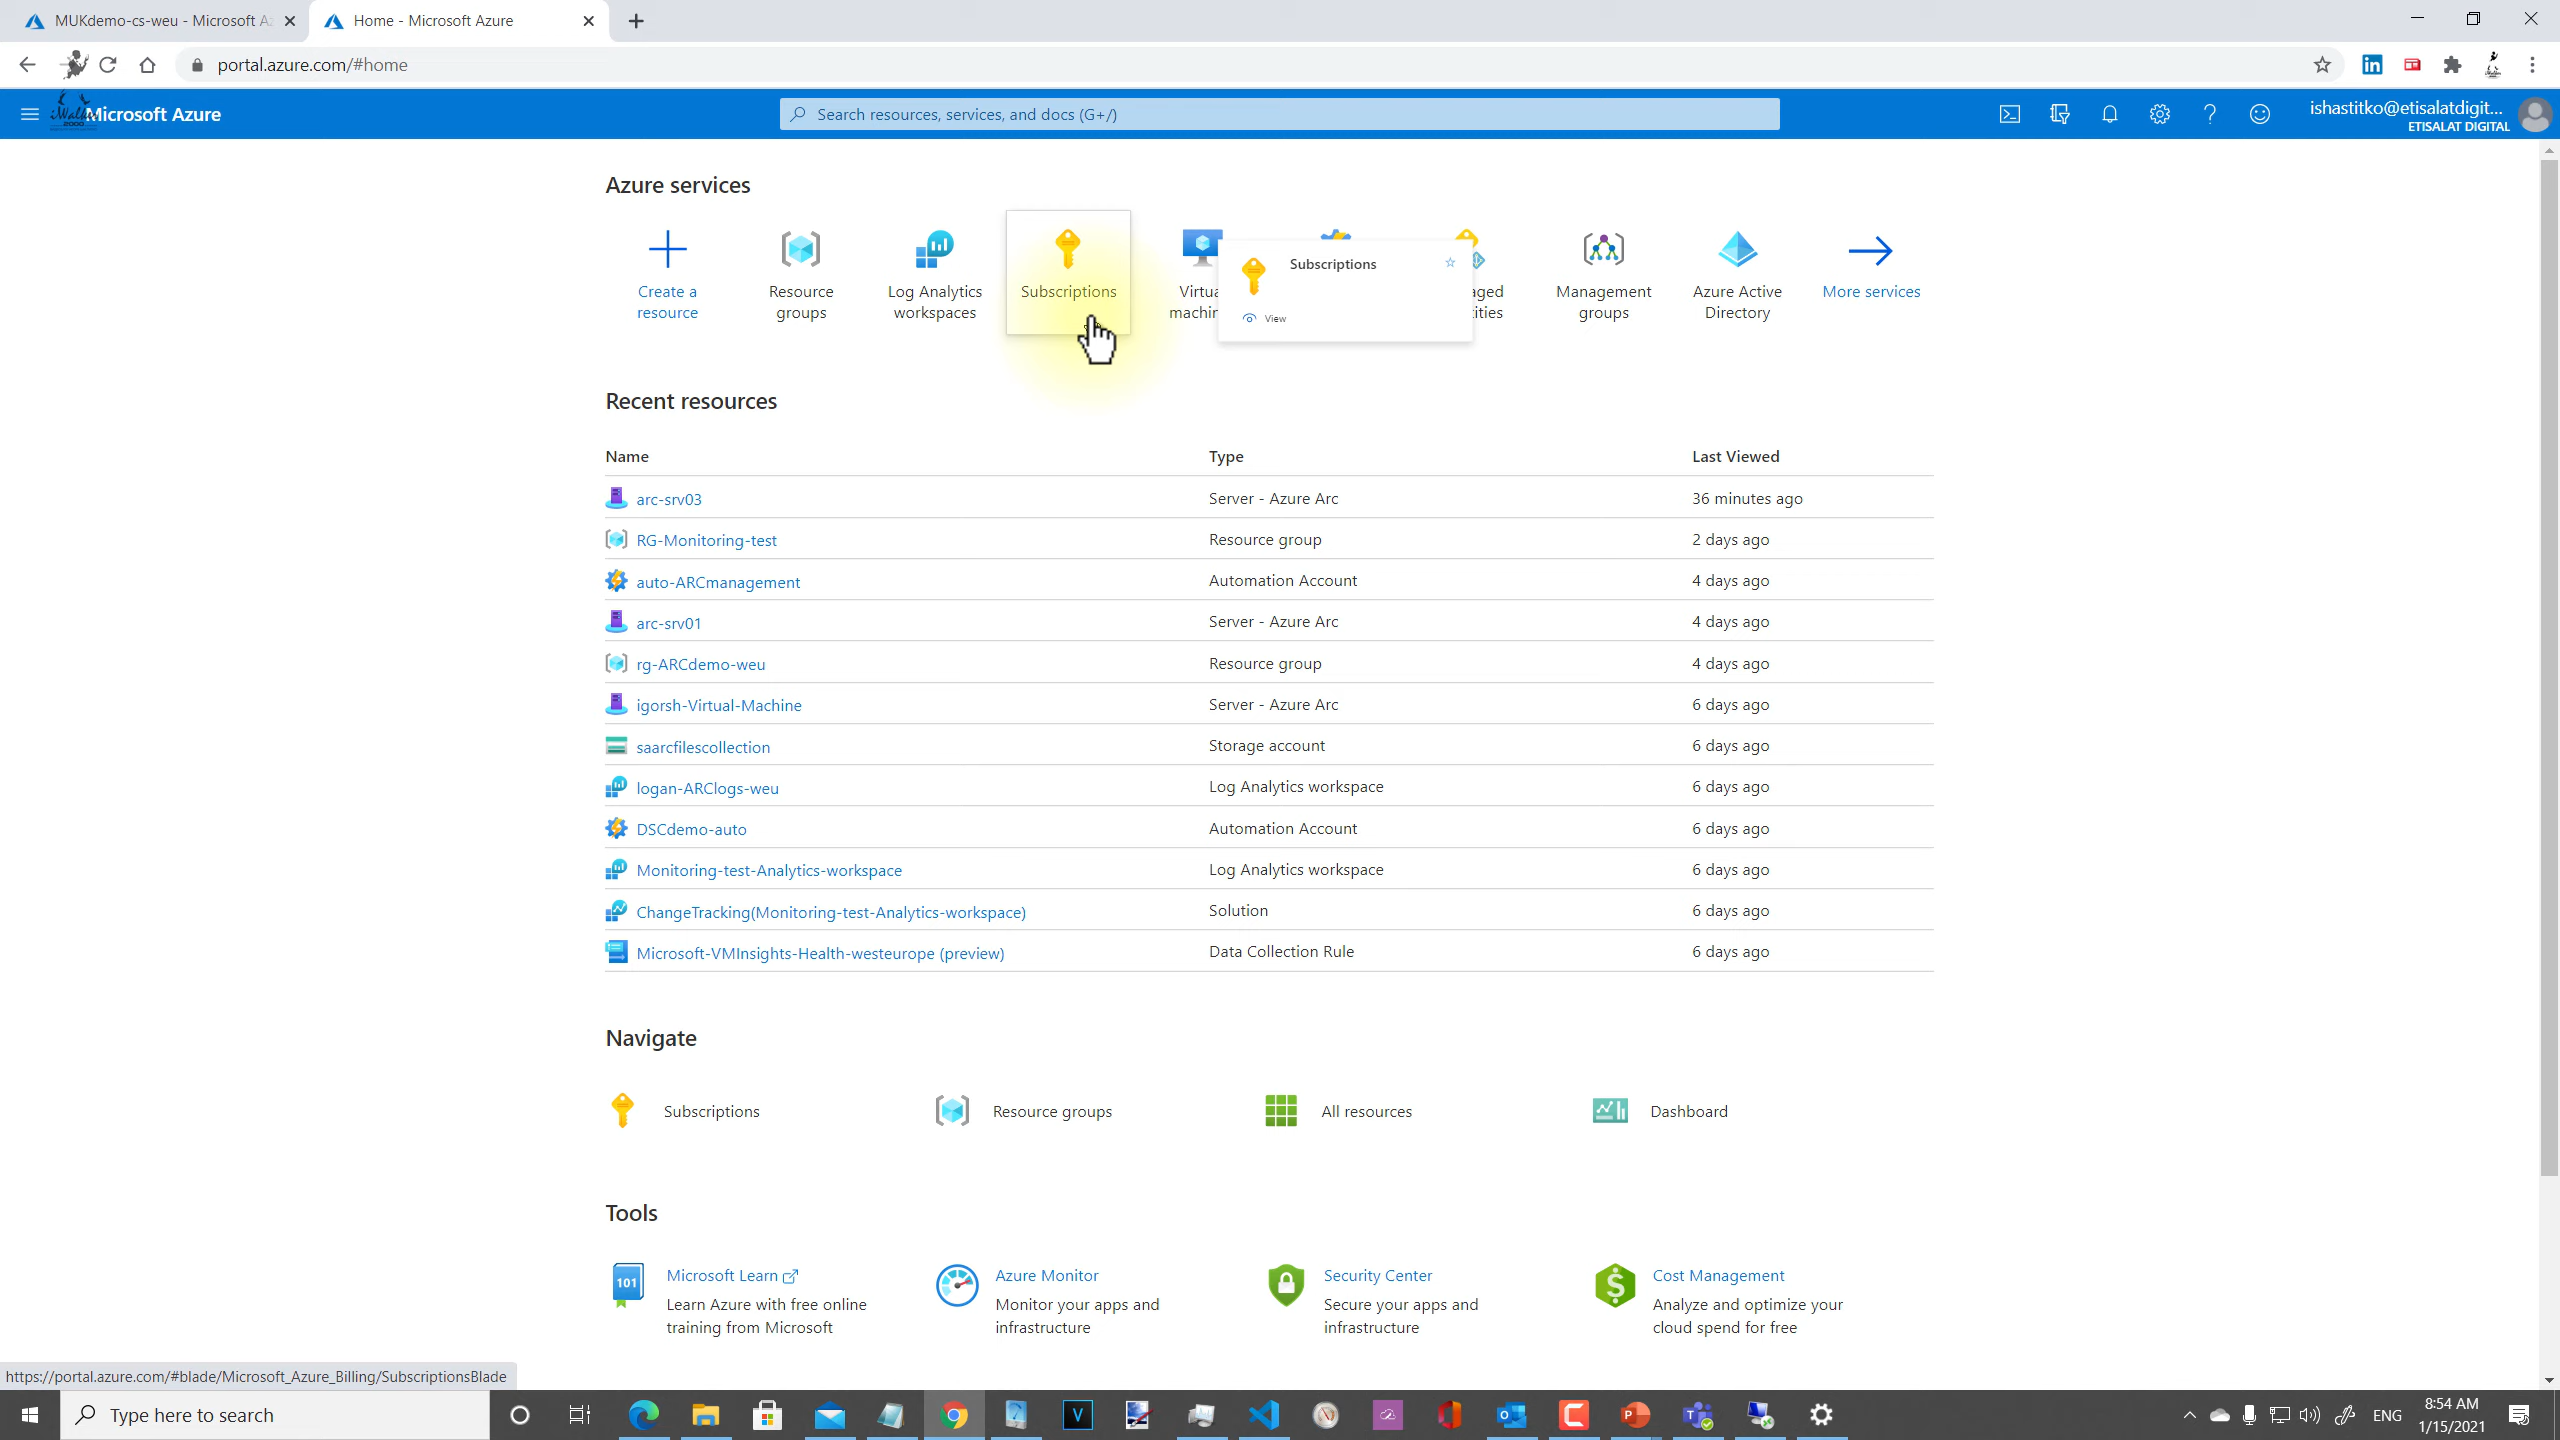 MUKdemo-cs-weu - Microsoft Az
Home - Microsoft Azure
portal.azure.com/#home
iWalker
2000
Microsoft Azure
Search resources, services, and docs (G+/)
ishastitko@etisalatdigit...
ETISALAT DIGITAL
Azure services
Create a resource
Resource groups
Log Analytics workspaces
Subscriptions
Virtua
machin
Subscriptions
View
aged
ities
Management groups
Azure Active Directory
More services
Recent resources
Name Type Last Viewed
arc-srv03 Server - Azure Arc 36 minutes ago
RG-Monitoring-test Resource group 2 days ago
auto-ARCmanagement Automation Account 4 days ago
arc-srv01 Server - Azure Arc 4 days ago
rg-ARCdemo-weu Resource group 4 days ago
igorsh-Virtual-Machine Server - Azure Arc 6 days ago
saarcfilescollection Storage account 6 days ago
logan-ARClogs-weu Log Analytics workspace 6 days ago
DSCdemo-auto Automation Account 6 days ago
Monitoring-test-Analytics-workspace Log Analytics workspace 6 days ago
ChangeTracking(Monitoring-test-Analytics-workspace) Solution 6 days ago
Microsoft-VMInsights-Health-westeurope (preview) Data Collection Rule 6 days ago
Navigate
Subscriptions Resource groups All resources Dashboard
Tools
101
Microsoft Learn
Learn Azure with free online
training from Microsoft
Azure Monitor
Monitor your apps and
infrastructure
Security Center
Secure your apps and
infrastructure
Cost Management
Analyze and optimize your
cloud spend for free
https://portal.azure.com/#blade/Microsoft_Azure_Billing/SubscriptionsBlade
Type here to search
ENG
8:54 AM
1/15/2021